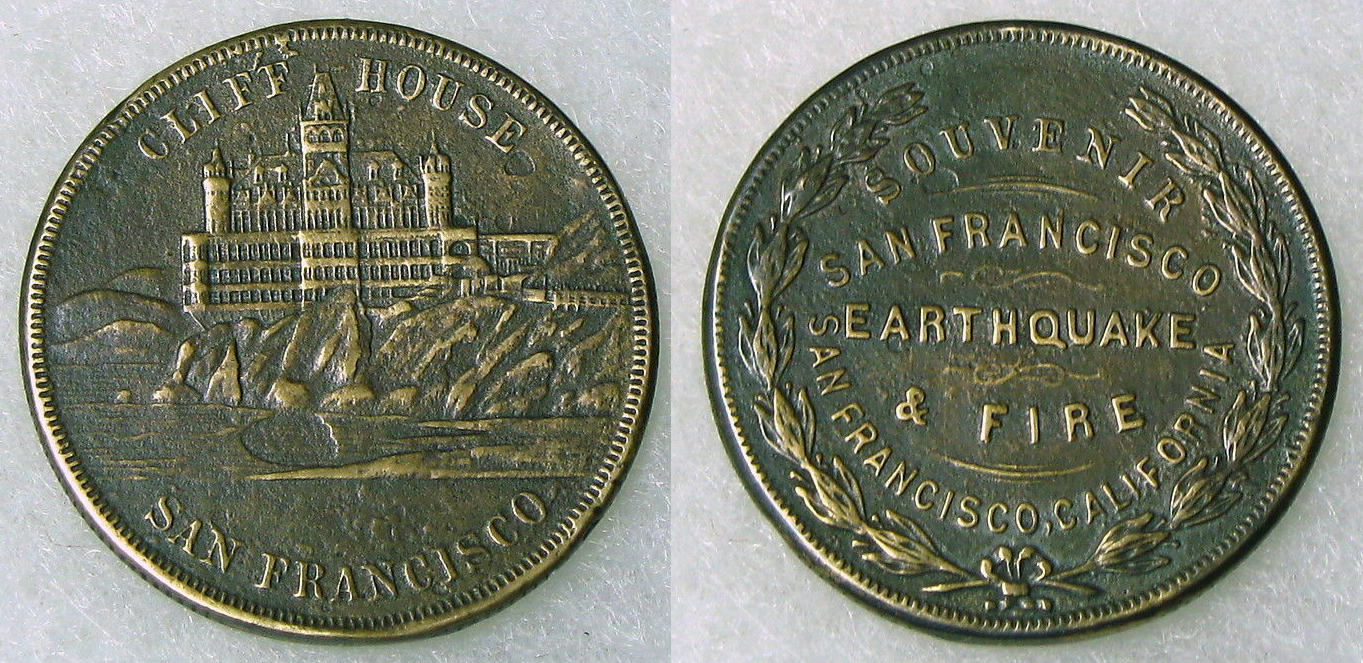 CLIFF HOUSE
SAN FRANCISCO
SOUVENIR
SAN FRANCISCO
EARTHQUAKE
& FIRE
SAN FRANCISCO, CALIFORNIA